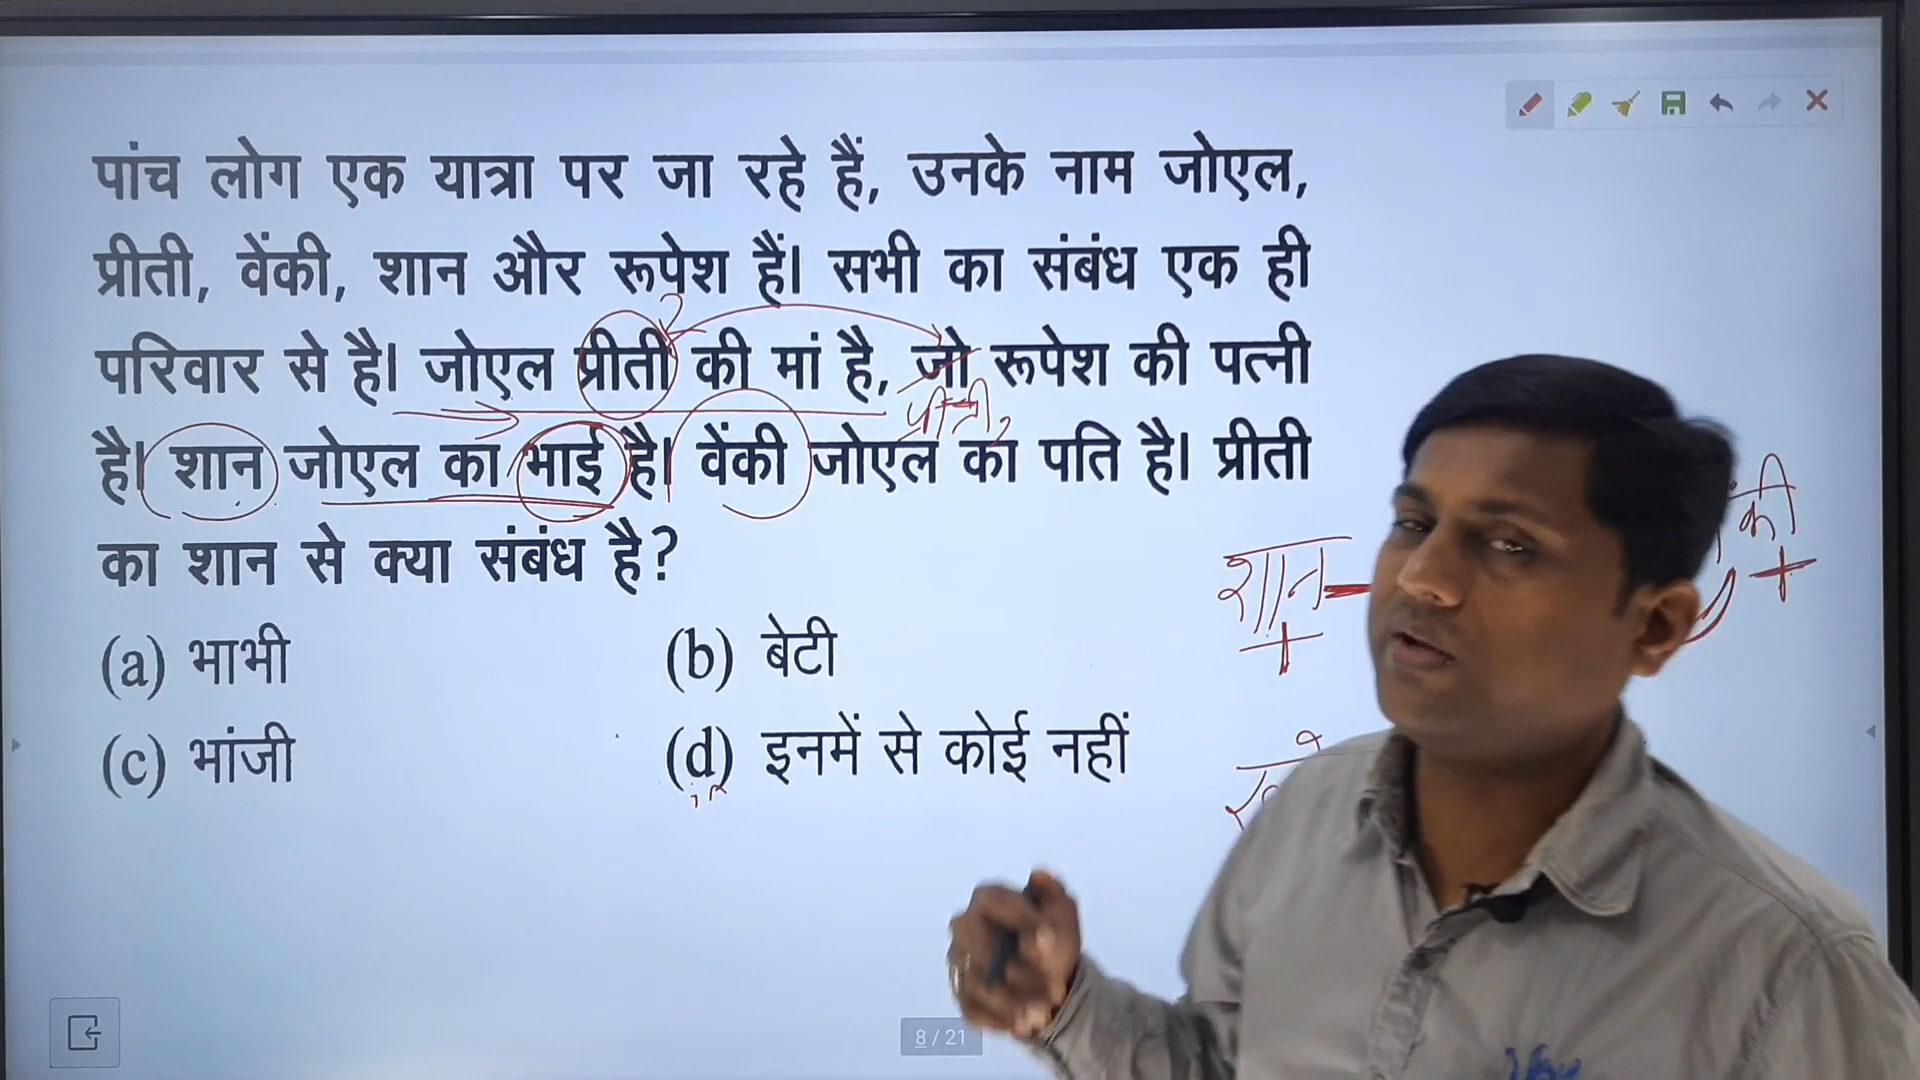 पांच लोग एक यात्रा पर जा रहे हैं, उनके नाम जोएल,
प्रीती, वेंकी, शान और रूपेश हैं। सभी का संबंध एक ही
परिवार से है। जोएल प्रीती की मां है, जो रूपेश की पत्नी
प्रीती
है। शान जोएल का भाई है। वेंकी जोएल का पति है। प्रीती
का शान से क्या संबंध है?
शान
की
+
+
(a) भाभी (b) बेटी
(c) भांजी (d) इनमें से कोई नहीं
8 / 21